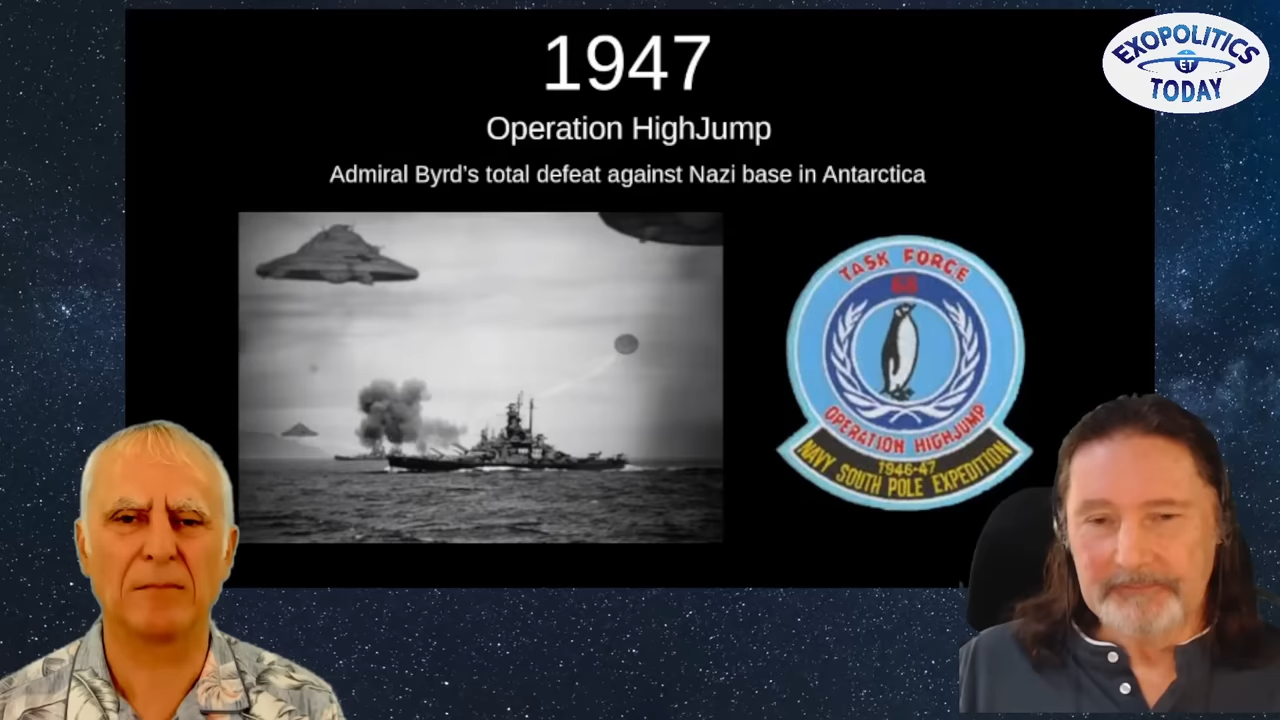 1947
Operation HighJump
Admiral Byrd's total defeat against Nazi base in Antarctica
EXOPOLITICS
ET
TODAY
TASK FORCE
68
OPERATION HIGHJUMP
1946-47
NAVY SOUTH POLE EXPEDITION